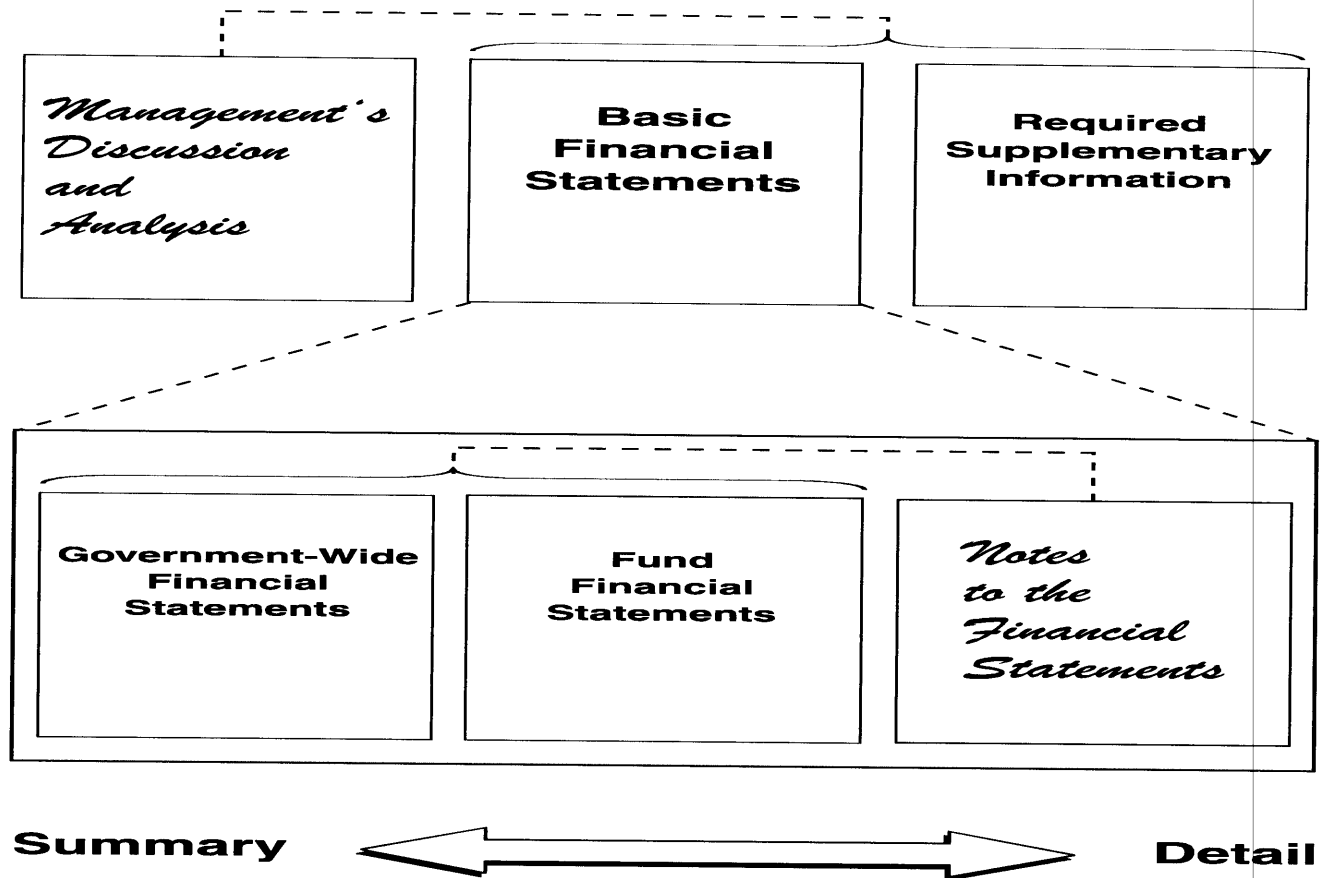 Management's
Discussion
and
Analysis
Basic
Financial
Statements
Required
Supplementary
Information
Government-Wide
Financial
Statements
Fund
Financial
Statements
Notes
to the
Financial
Statements
Summary
Detail